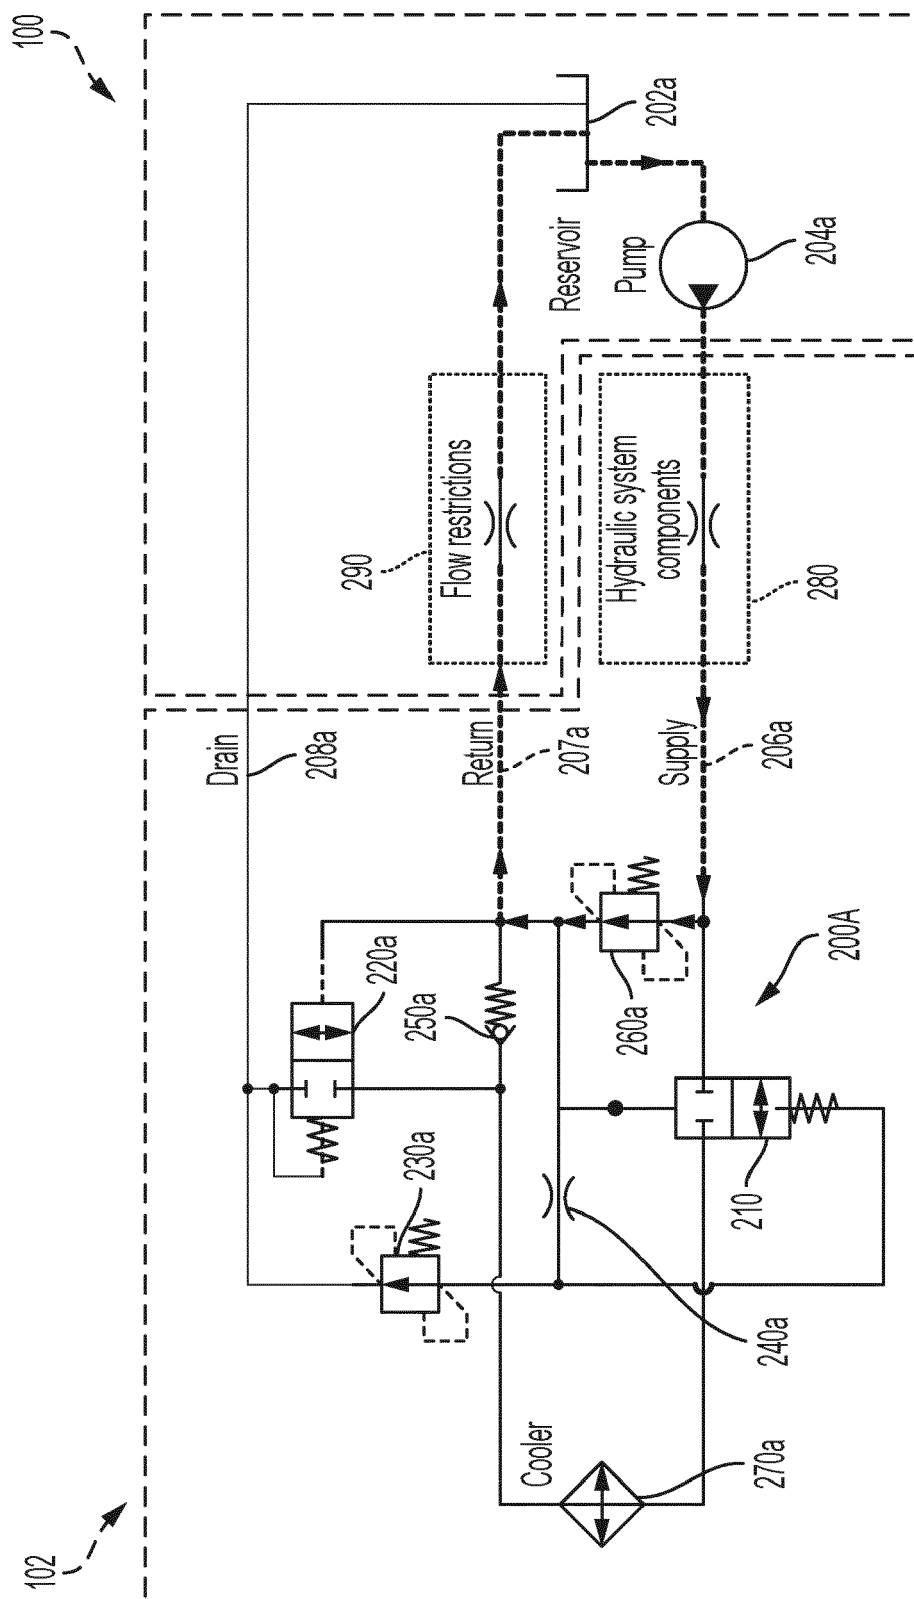 100
102
Drain
208a
Return
207a
Supply
206a
290
Flow restrictions
Hydraulic system
components
280
Reservoir
202a
Pump
204a
220a
250a
230a
260a
200A
210
240a
Cooler
270a